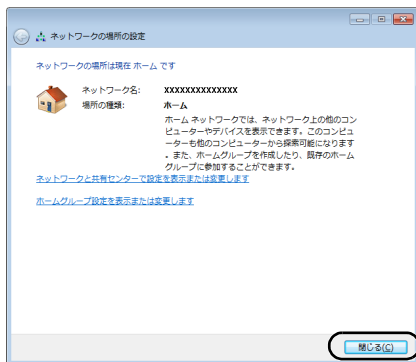 ネットワークの場所の設定
ネットワークの場所は現在 ホーム です
ネットワーク名: XXXXXXXXXXXXXX
場所の種類: ホーム
ホーム ネットワークでは、ネットワーク上の他のコン
ピューターやデバイスを表示できます。このコンピュ
ーターも他のコンピューターから探索可能になります
。また、ホームグループを作成したり、既存のホーム
グループに参加することができます。
ネットワークと共有センターで設定を表示または変更します
ホームグループ設定を表示または変更します
閉じる(C)